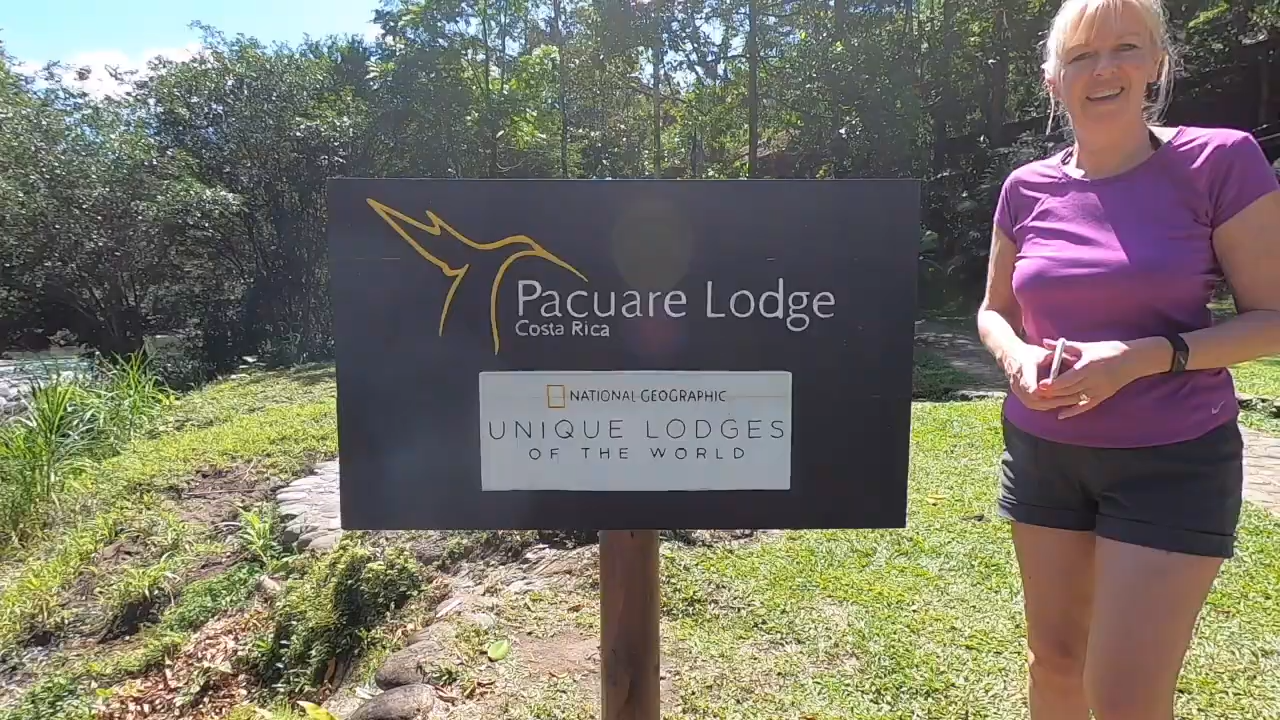 Pacuare Lodge
Costa Rica
NATIONAL GEOGRAPHIC
UNIQUE LODGES
OF THE WORLD